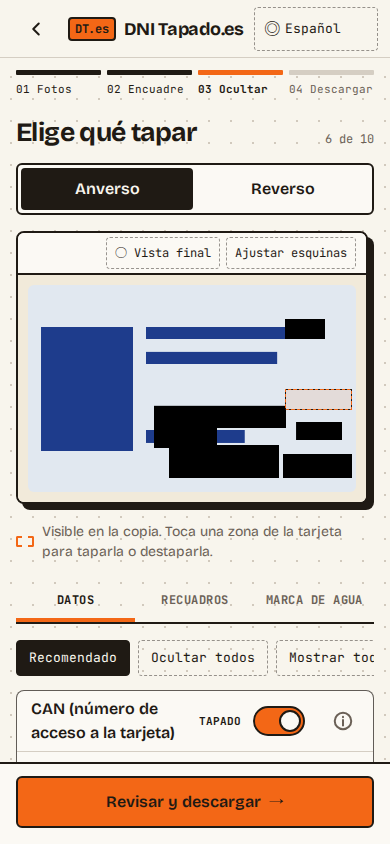 DT.es DNI Tapado.es Español
01 Fotos 02 Encuadre 03 Ocultar 04 Descargar
Elige qué tapar 6 de 10
Anverso Reverso
Vista final Ajustar esquinas
Visible en la copia. Toca una zona de la tarjeta
para taparla o destaparla.
DATOS RECUADROS MARCA DE AGUA
Recomendado Ocultar todos Mostrar
CAN (número de
acceso a la tarjeta) TAPADO
Revisar y descargar →